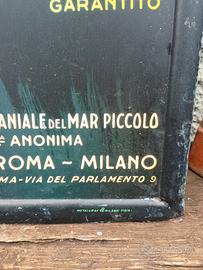 GARANTITO
ANIALE DEL MAR PICCOLO
ANONIMA
ROMA ~ MILANO
MA-VIA DEL PARLAMENTO 9